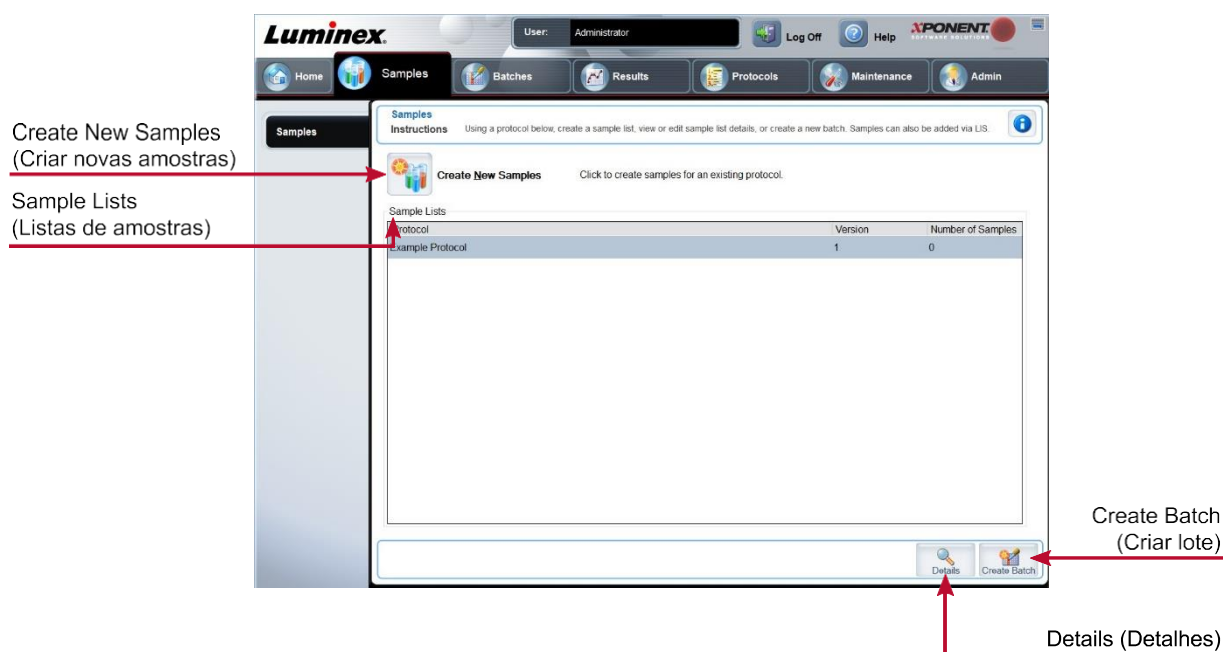 Luminex
User:
Administrator
Log Off
Help
XPONENT
SOFTWARE SOLUTIONS
Home
Samples
Batches
Results
Protocols
Maintenance
Admin
Samples
Samples
Instructions
Using a protocol below, create a sample list, view or edit sample list details, or create a new batch. Samples can also be added via LIS.
Create New Samples
Click to create samples for an existing protocol.
Create New Samples
(Criar novas amostras)
Sample Lists
(Listas de amostras)
Sample Lists
Protocol Version Number of Samples
Example Protocol 1 0
Create Batch
(Criar lote)
Details
Create Batch
Details (Detalhes)